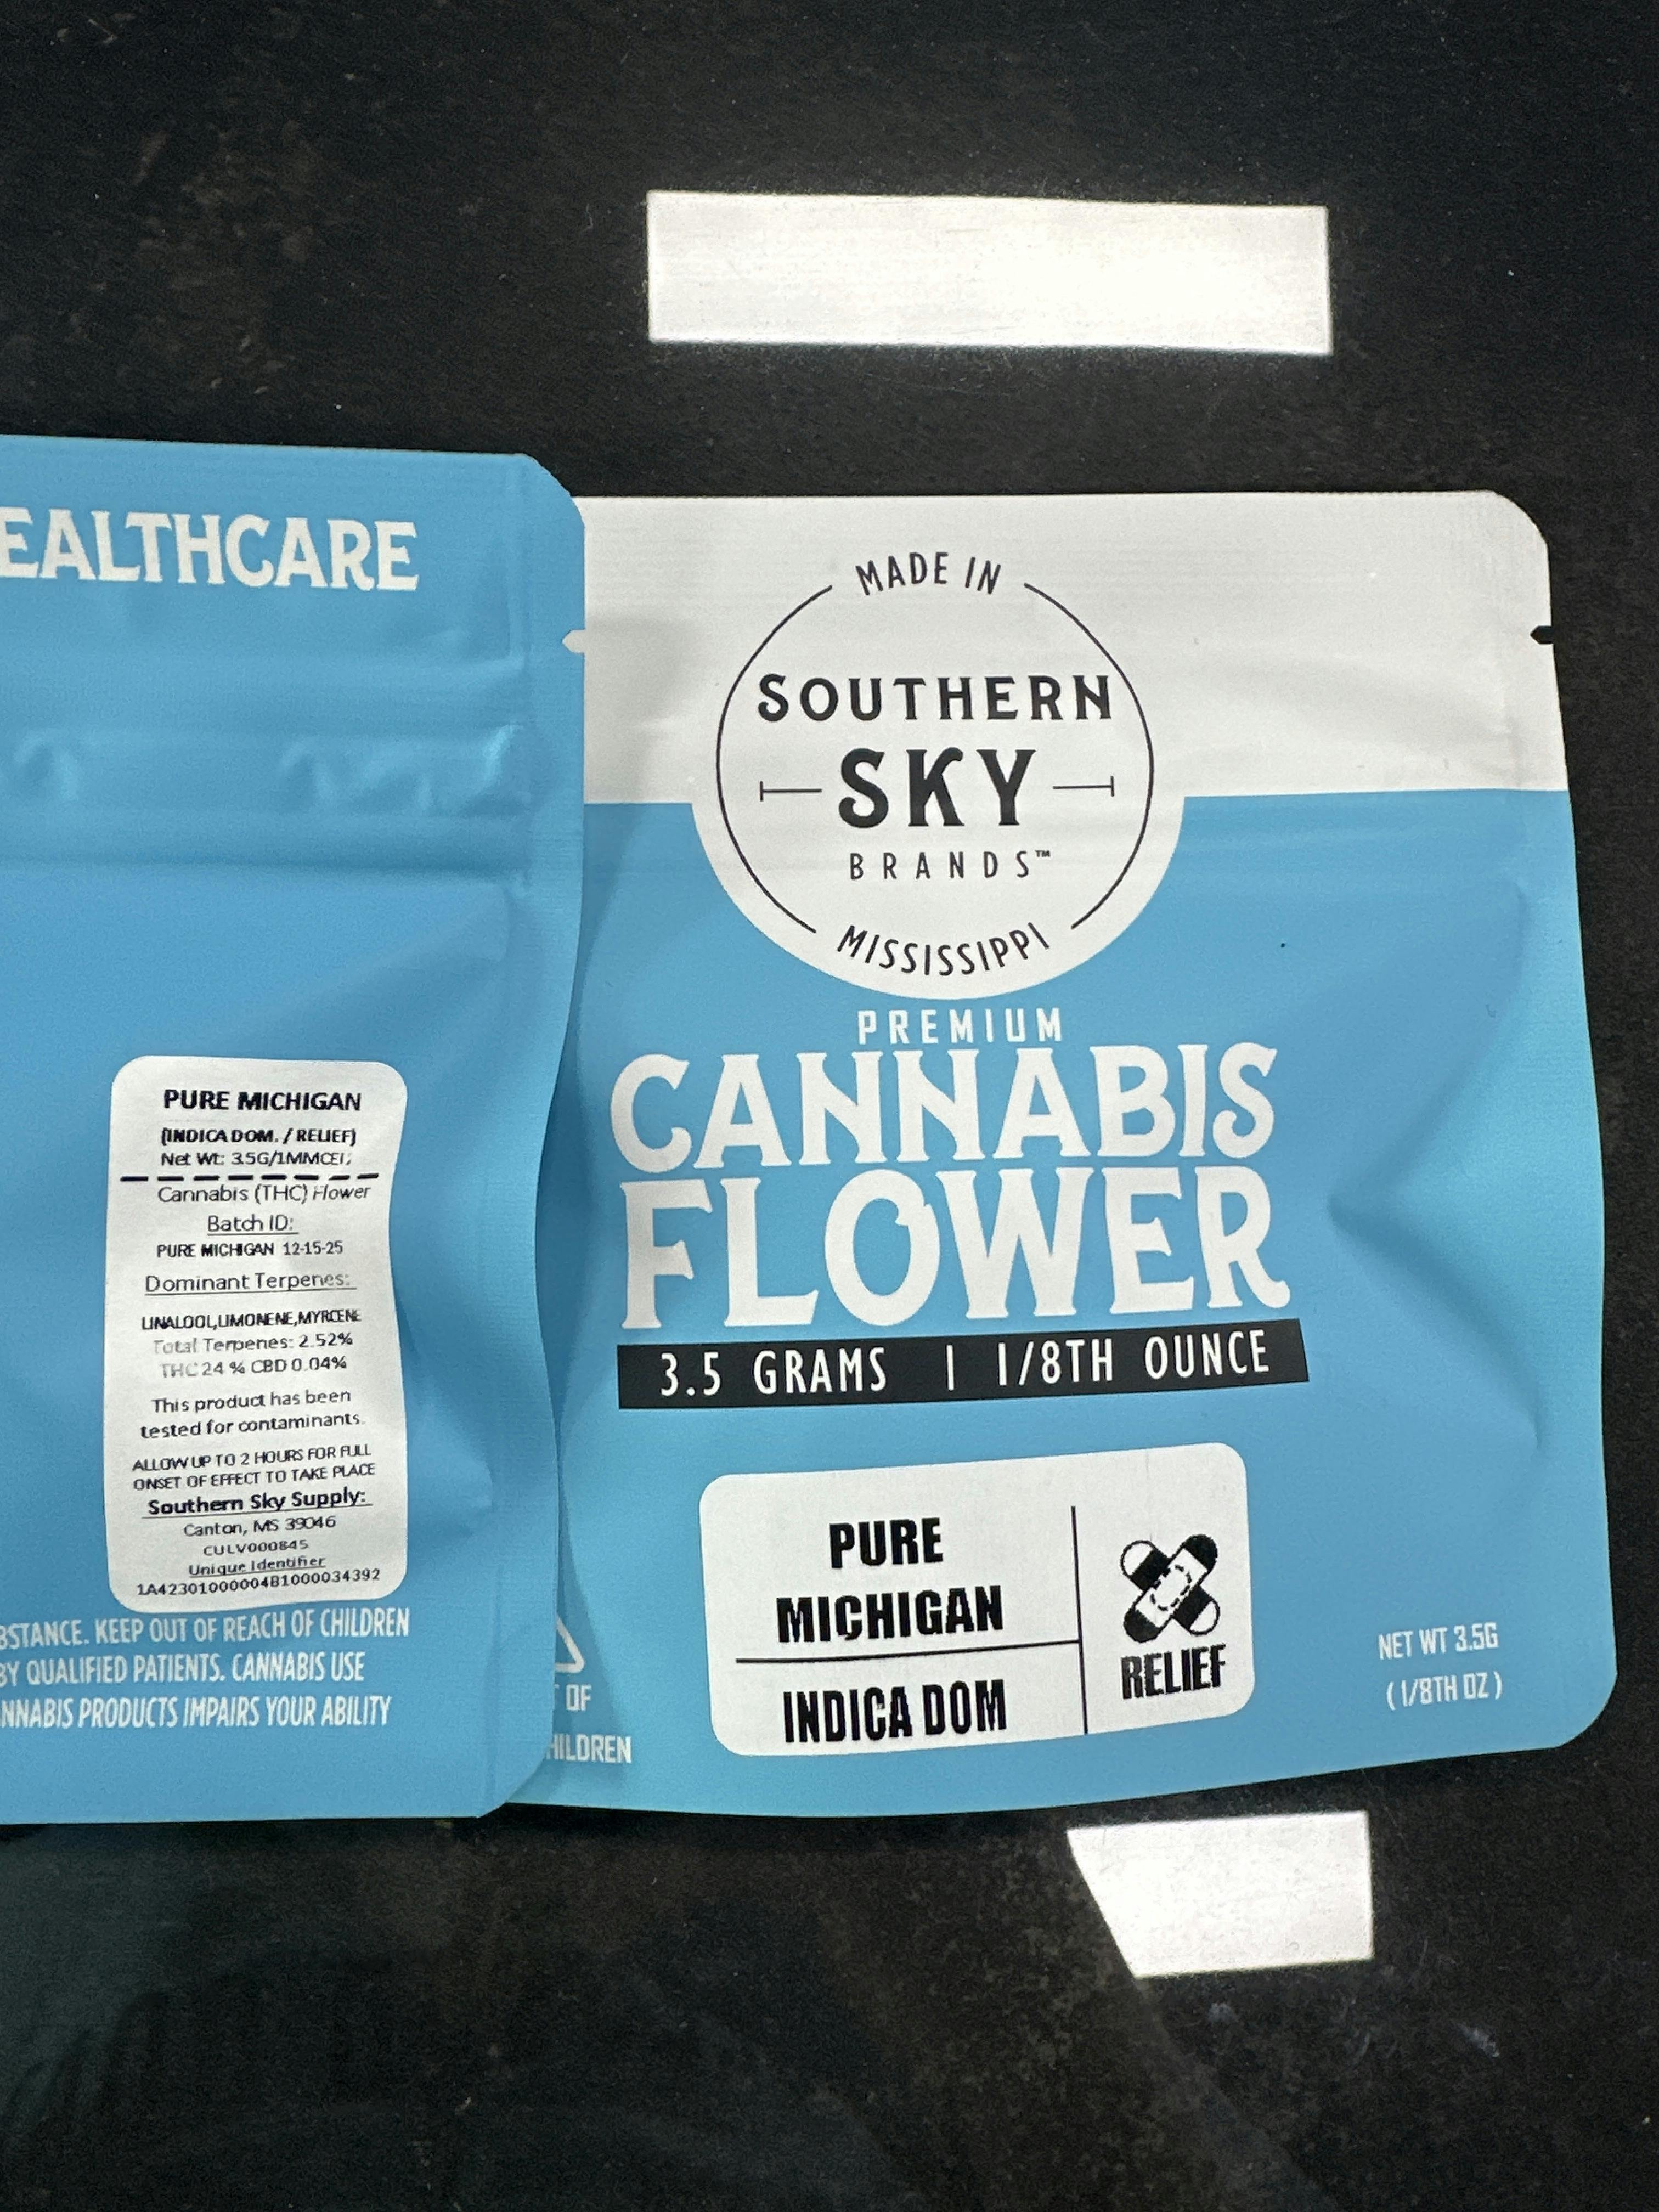 EALTHCARE
PURE MICHIGAN
(INDICA DOM. / RELIEF)
Net Wt: 3.5G/1MMCEU
Cannabis (THC) Flower
Batch ID:
PURE MICHIGAN 12-15-25
Dominant Terpenes:
LINALOOL,LIMONENE,MYRCENE
Total Terpenes: 2.52%
THC 24 % CBD 0.04%
This product has been
tested for contaminants.
ALLOW UP TO 2 HOURS FOR FULL
ONSET OF EFFECT TO TAKE PLACE
Southern Sky Supply:
Canton, MS 39046
CULV000845
Unique Identifier
1A42301000004B1000034392
BSTANCE. KEEP OUT OF REACH OF CHILDREN
BY QUALIFIED PATIENTS. CANNABIS USE
NNABIS PRODUCTS IMPAIRS YOUR ABILITY
MADE IN
SOUTHERN
SKY
BRANDS™
MISSISSIPPI
PREMIUM
CANNABIS
FLOWER
3.5 GRAMS | 1/8TH OUNCE
PURE
MICHIGAN
INDICA DOM
RELIEF
NET WT 3.5G
(1/8TH OZ)
OF
HILDREN